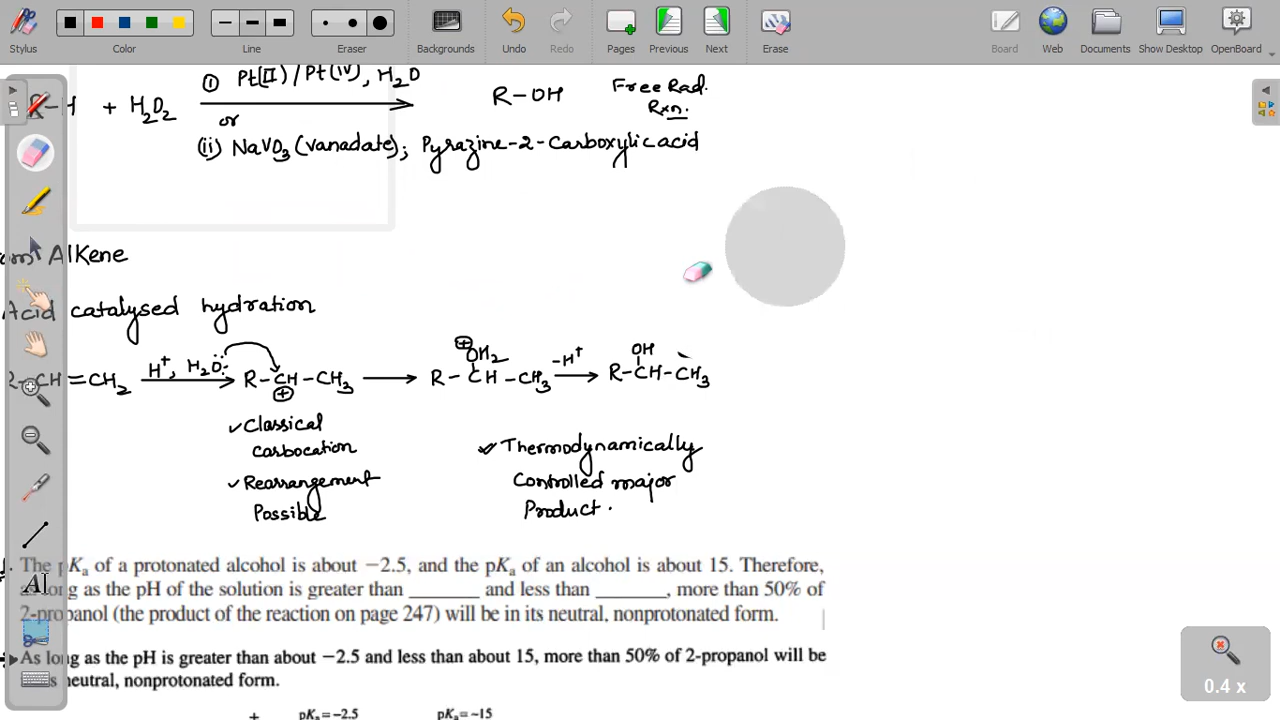 Stylus Color Line Eraser Backgrounds Undo Redo Pages Previous Next Erase Board Web Documents Show Desktop OpenBoard
① Pt(II) / Pt(IV), H2O
R-H + H2O2 R-OH Free Rad. Rxn.
or
(ii) NaVO3 (vanadate); Pyrazine-2-Carboxylic acid
Alkene
Acid catalysed hydration
R-CH=CH2 H+, H2O: R-CH-CH3 ⊕ R-CH-CH3 ⊕OH2 -H+ R-CH-CH3 OH
✓ Classical carbocation
✓ Rearrangement Possible
✓ Thermodynamically Controlled major Product.
The pKa of a protonated alcohol is about −2.5, and the pKa of an alcohol is about 15. Therefore,
as long as the pH of the solution is greater than _______ and less than _______, more than 50% of
2-propanol (the product of the reaction on page 247) will be in its neutral, nonprotonated form.
As long as the pH is greater than about −2.5 and less than about 15, more than 50% of 2-propanol will be
neutral, nonprotonated form.
+ pKa = −2.5 pKa = ~15
0.4 x